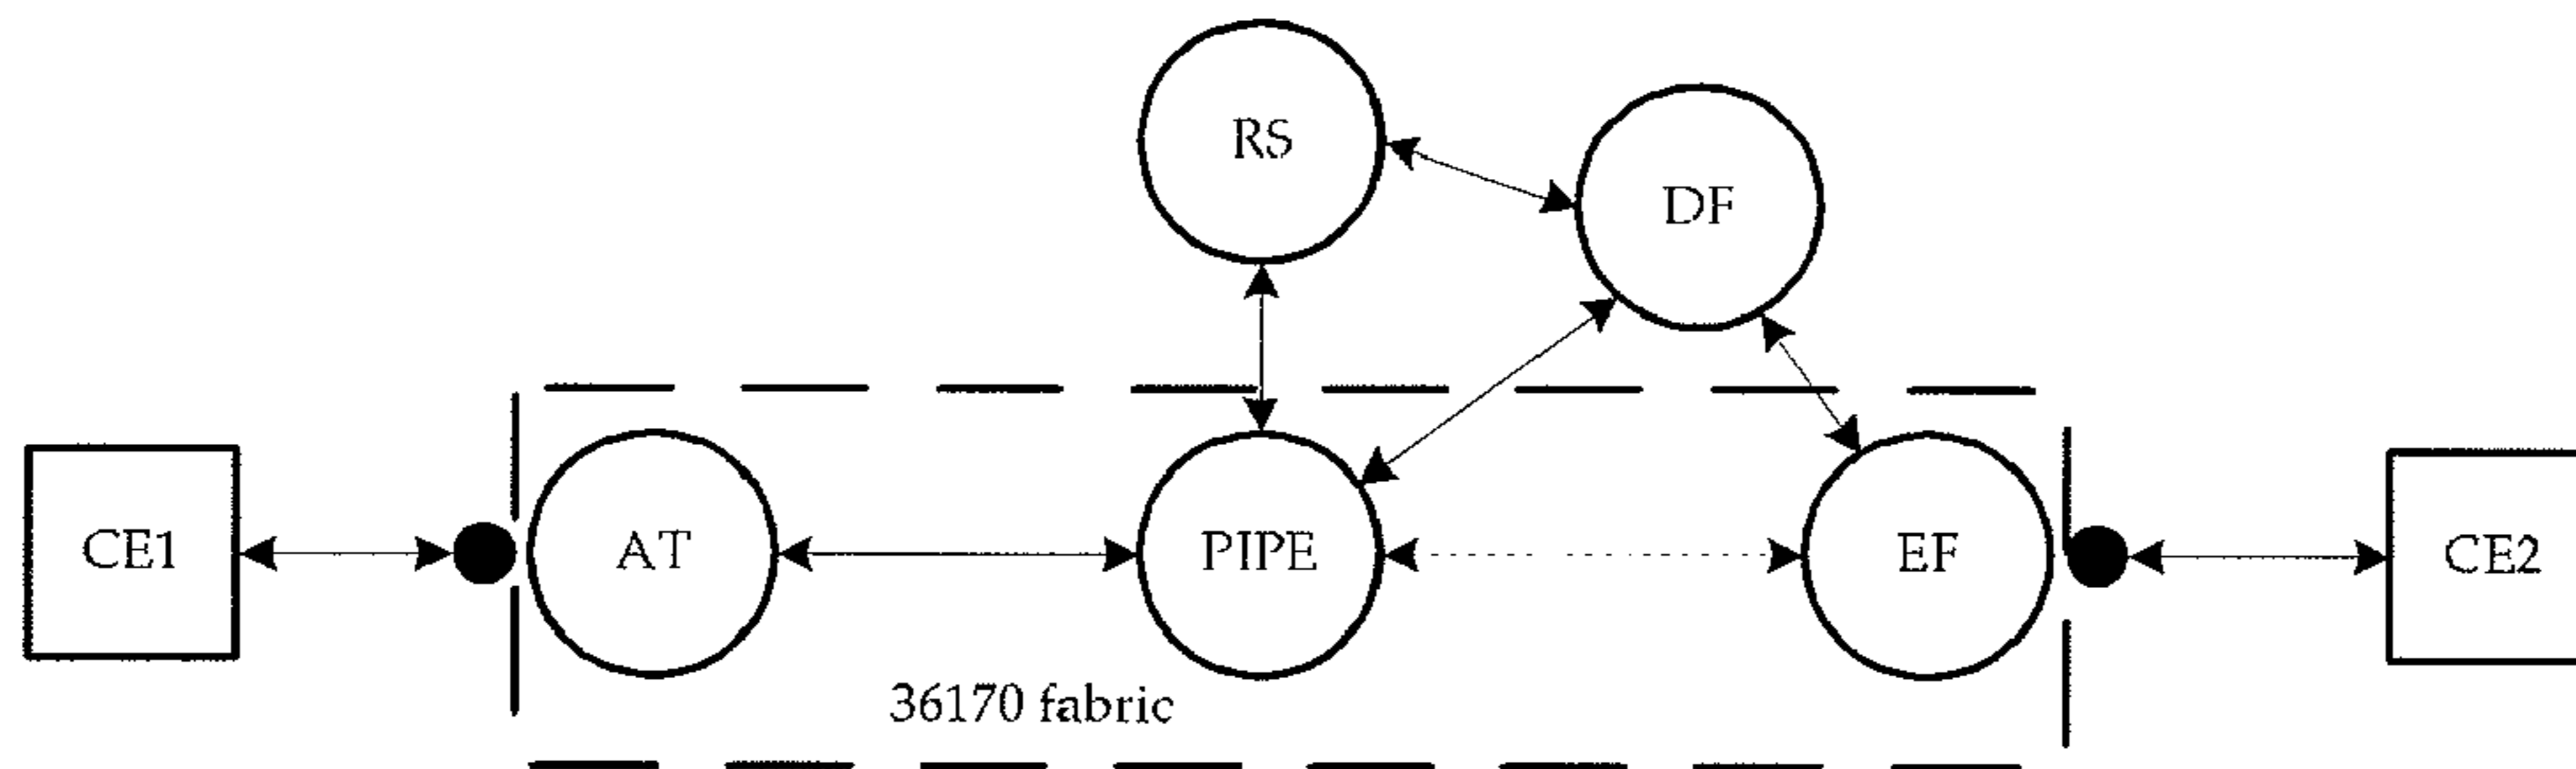 RS
DF
CE1
AT
PIPE
EF
CE2
36170 fabric